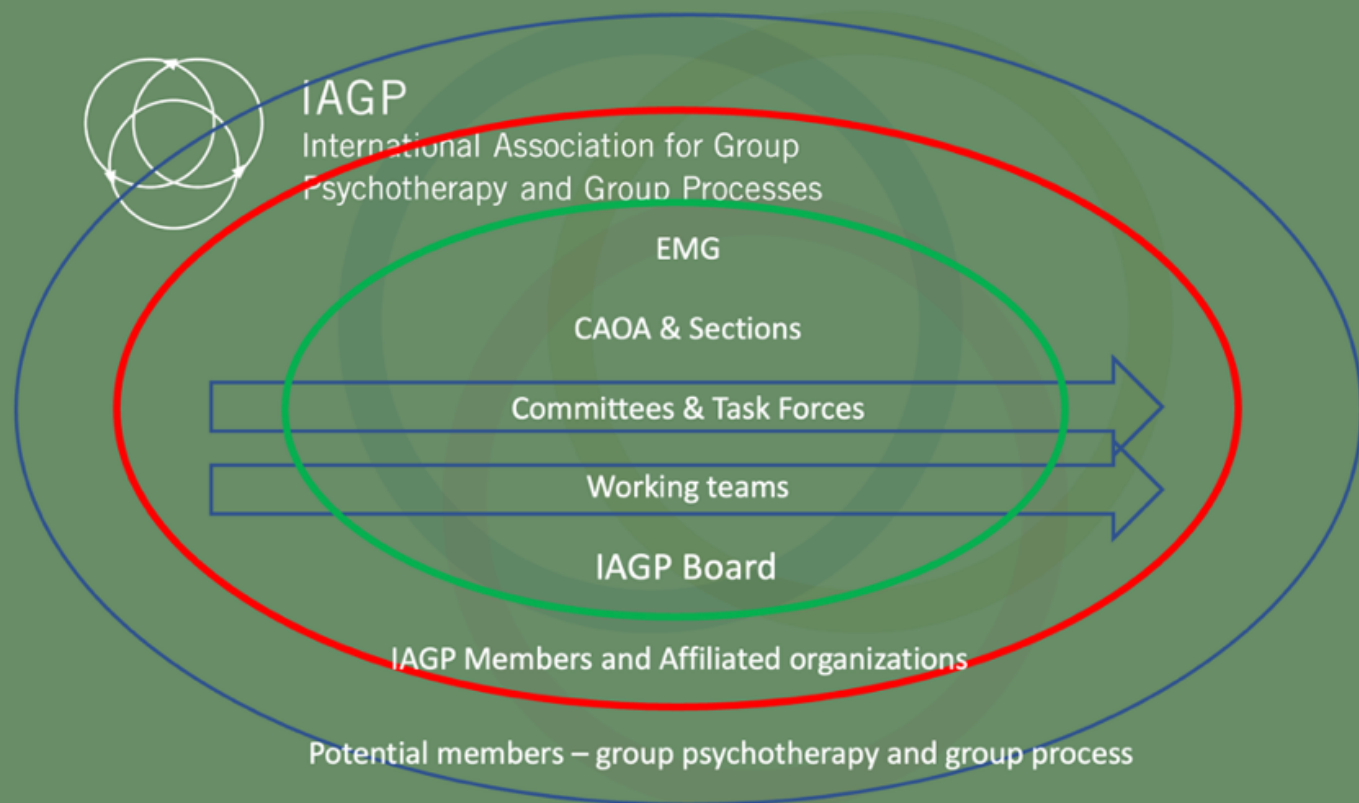 iAGP
International Association for Group
Psychotherapy and Group Processes
EMG
CAOA & Sections
Committees & Task Forces
Working teams
IAGP Board
IAGP Members and Affiliated organizations
Potential members – group psychotherapy and group process